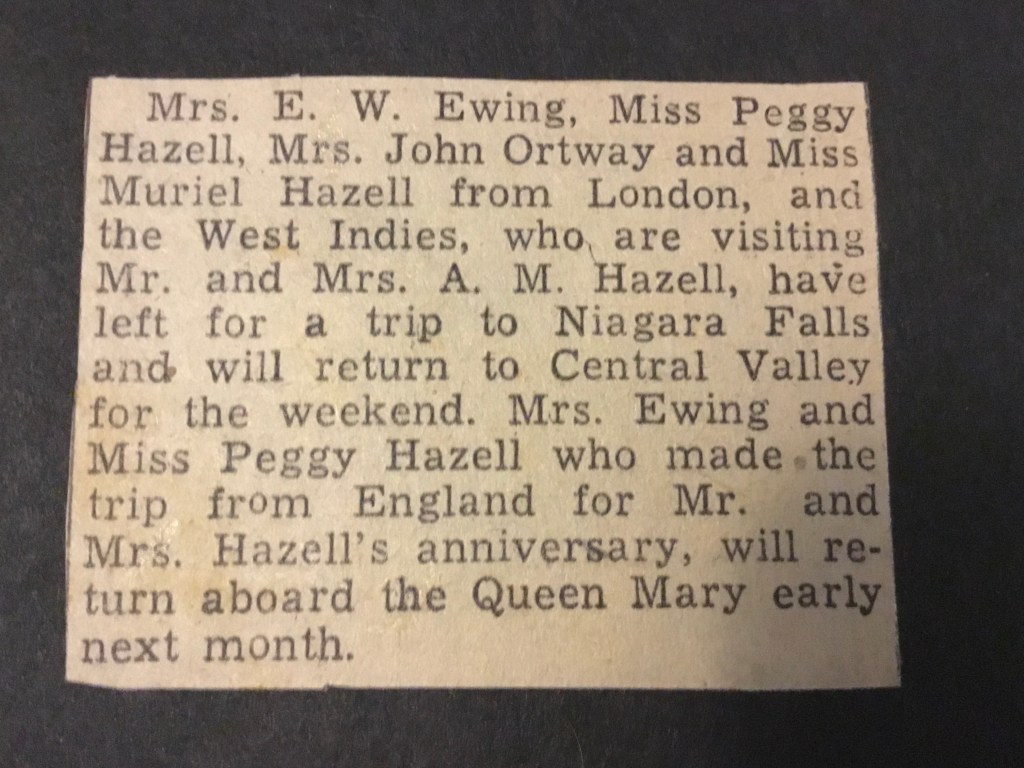 Mrs. E. W. Ewing, Miss Peggy
Hazell, Mrs. John Ortway and Miss
Muriel Hazell from London, and
the West Indies, who are visiting
Mr. and Mrs. A. M. Hazell, have
left for a trip to Niagara Falls
and will return to Central Valley
for the weekend. Mrs. Ewing and
Miss Peggy Hazell who made the
trip from England for Mr. and
Mrs. Hazell's anniversary, will re-
turn aboard the Queen Mary early
next month.